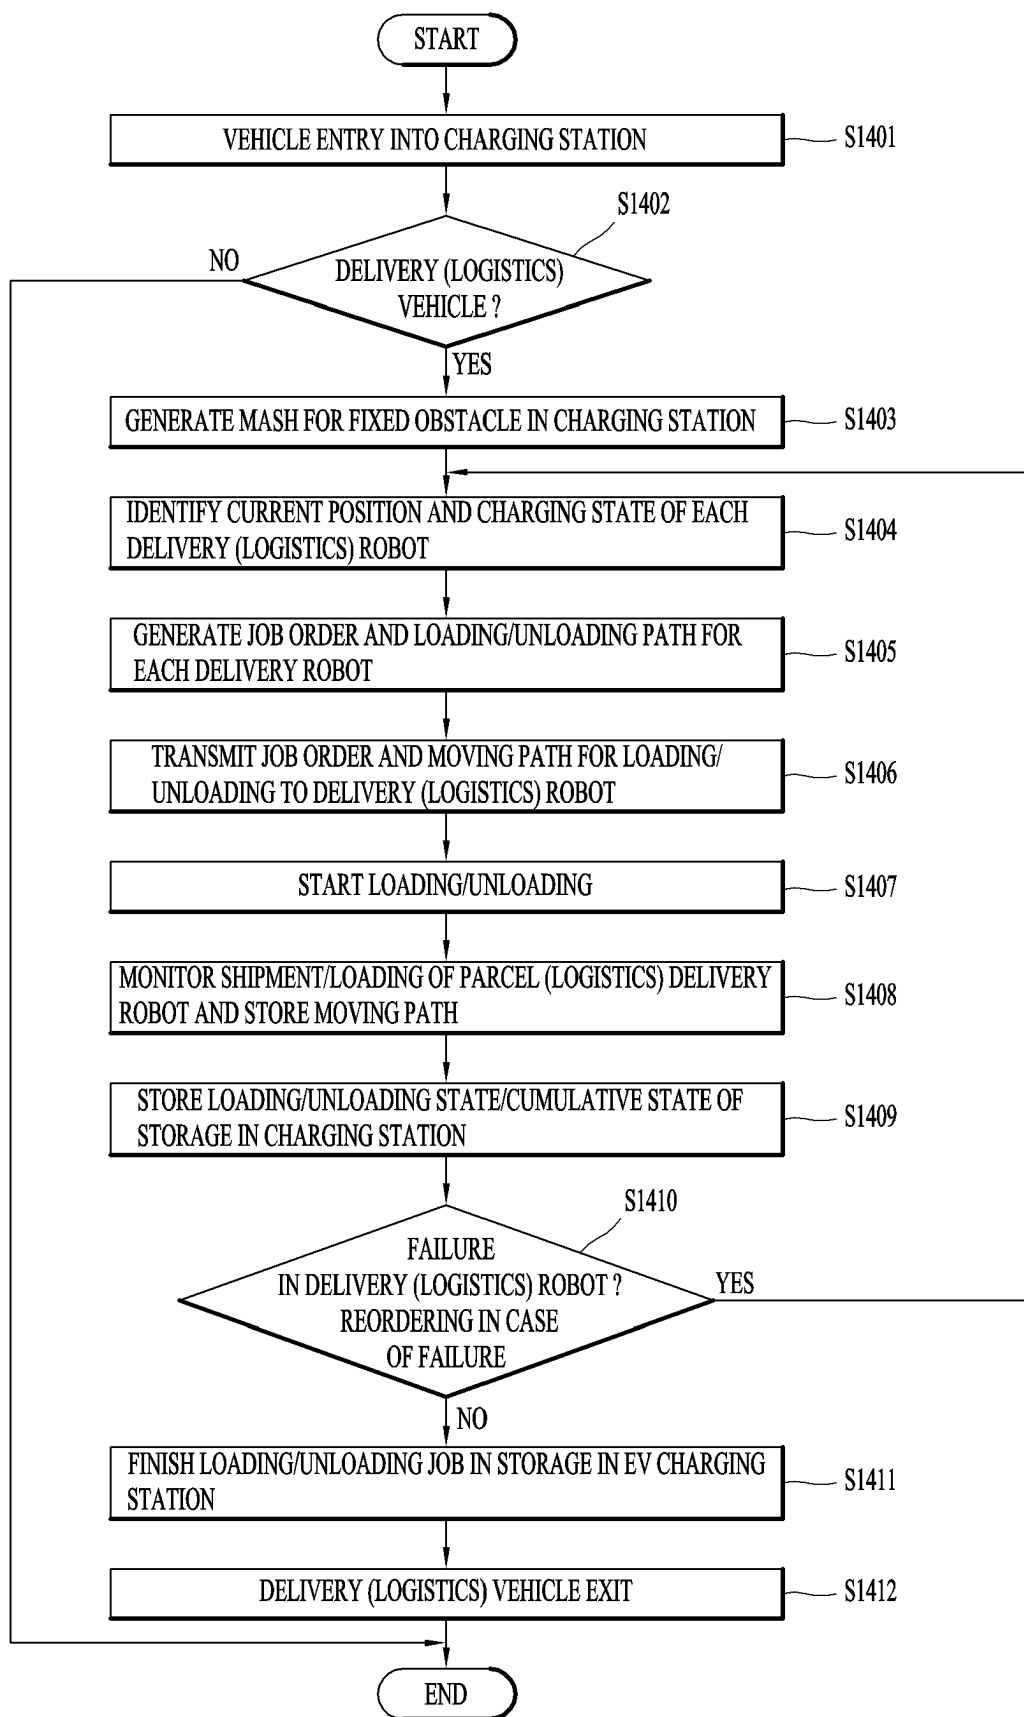 START
VEHICLE ENTRY INTO CHARGING STATION
S1401
S1402
NO
DELIVERY (LOGISTICS)
VEHICLE ?
YES
GENERATE MASH FOR FIXED OBSTACLE IN CHARGING STATION
S1403
IDENTIFY CURRENT POSITION AND CHARGING STATE OF EACH
DELIVERY (LOGISTICS) ROBOT
S1404
GENERATE JOB ORDER AND LOADING/UNLOADING PATH FOR
EACH DELIVERY ROBOT
S1405
TRANSMIT JOB ORDER AND MOVING PATH FOR LOADING/
UNLOADING TO DELIVERY (LOGISTICS) ROBOT
S1406
START LOADING/UNLOADING
S1407
MONITOR SHIPMENT/LOADING OF PARCEL (LOGISTICS) DELIVERY
ROBOT AND STORE MOVING PATH
S1408
STORE LOADING/UNLOADING STATE/CUMULATIVE STATE OF
STORAGE IN CHARGING STATION
S1409
S1410
FAILURE
IN DELIVERY (LOGISTICS) ROBOT ?
REORDERING IN CASE
OF FAILURE
YES
NO
FINISH LOADING/UNLOADING JOB IN STORAGE IN EV CHARGING
STATION
S1411
DELIVERY (LOGISTICS) VEHICLE EXIT
S1412
END